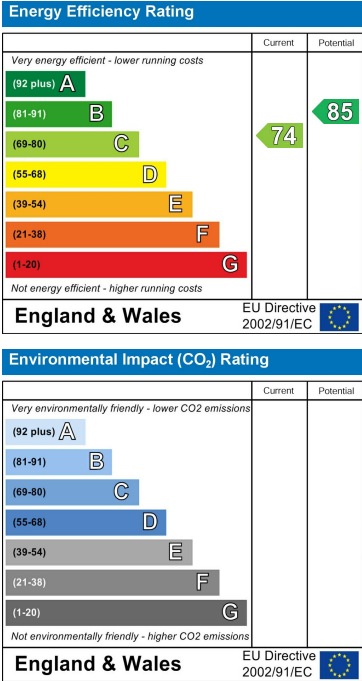 Energy Efficiency Rating
Current Potential
Very energy efficient - lower running costs
(92 plus) A
(81-91) B
(69-80) C
(55-68) D
(39-54) E
(21-38) F
(1-20) G
74
85
Not energy efficient - higher running costs
England & Wales
EU Directive
2002/91/EC
Environmental Impact (CO₂) Rating
Current Potential
Very environmentally friendly - lower CO2 emissions
(92 plus) A
(81-91) B
(69-80) C
(55-68) D
(39-54) E
(21-38) F
(1-20) G
Not environmentally friendly - higher CO2 emissions
England & Wales
EU Directive
2002/91/EC